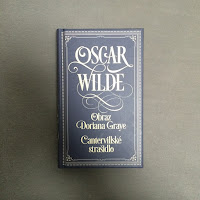 OSCAR
WILDE
Obraz
Doriana Graye
Cantervillské
strašidlo